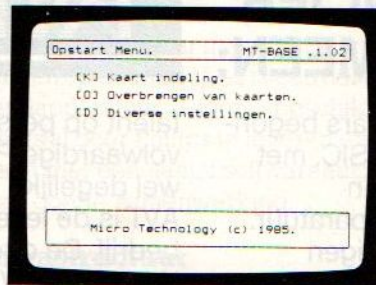 Opstart Menu. MT-BASE .1.02
[K] Kaart indeling.
[O] Overbrengen van kaarten.
[D] Diverse instellingen.
Micro Technology (c) 1985.